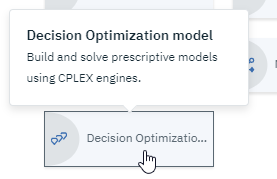 Decision Optimization model
Build and solve prescriptive models
using CPLEX engines.
Decision Optimizatio...